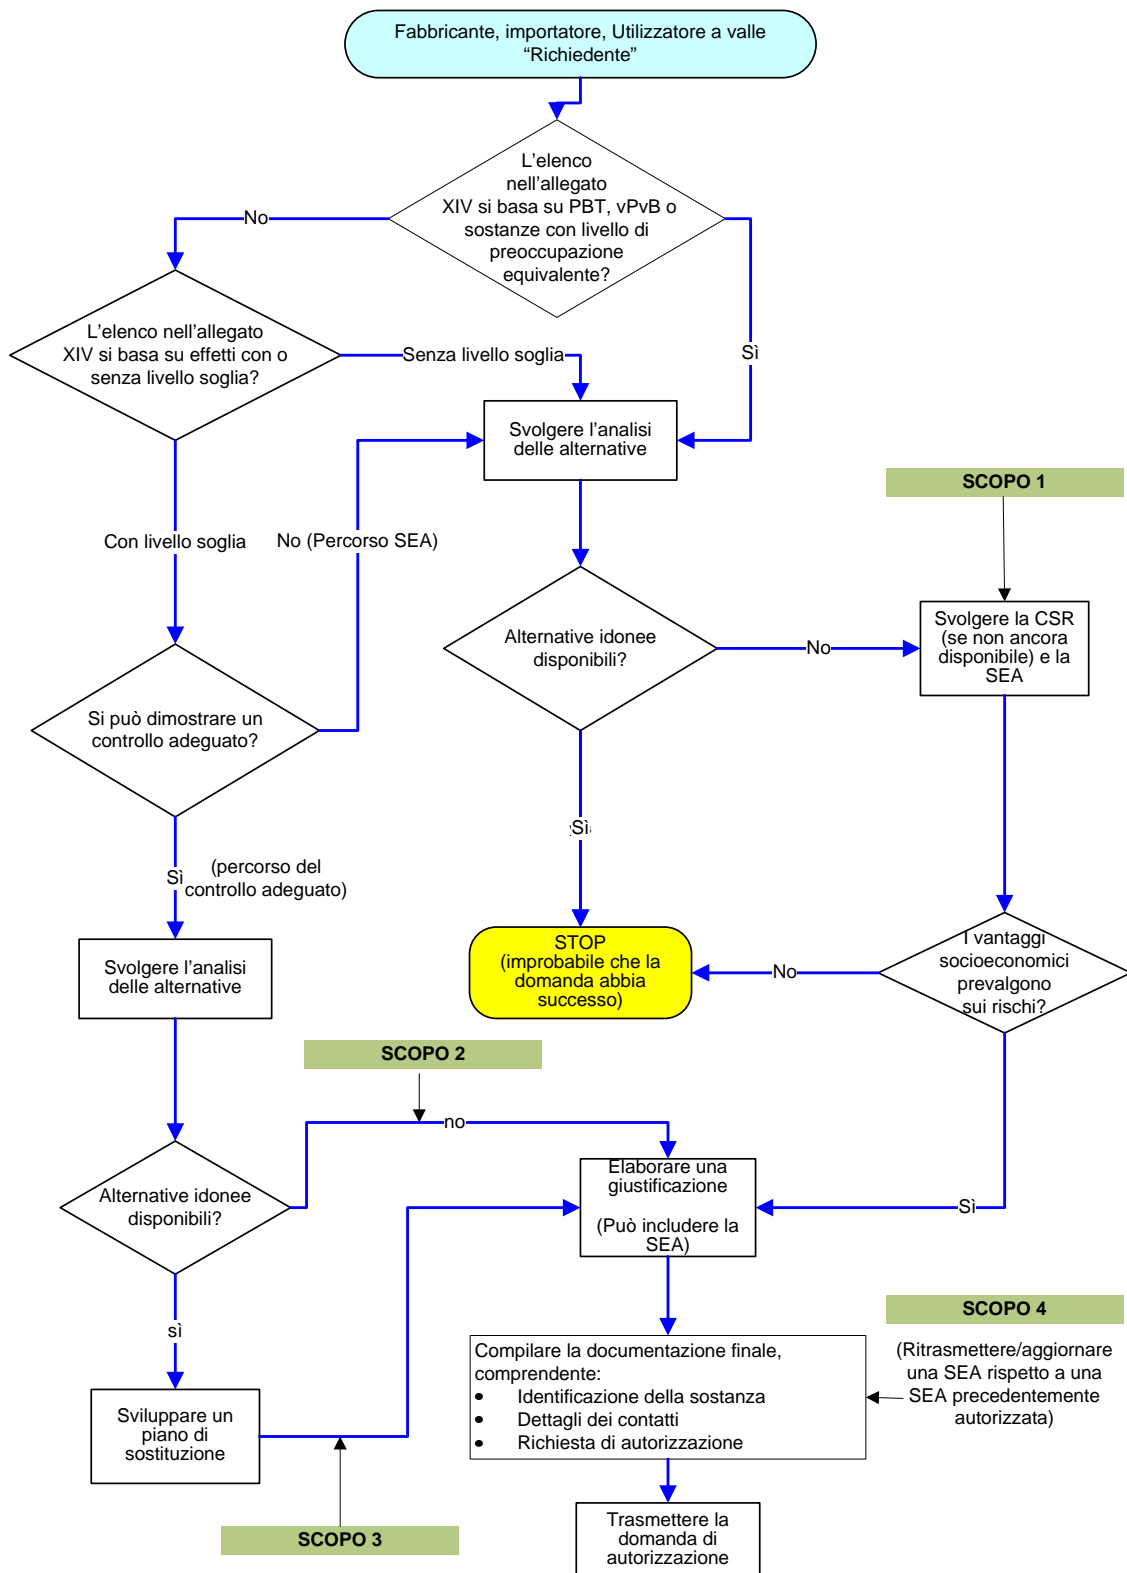 Fabbricante, importatore, Utilizzatore a valle
“Richiedente”
L’elenco
nell’allegato
XIV si basa su PBT, vPvB o
sostanze con livello di
preoccupazione
equivalente?
No
Sì
L’elenco nell’allegato
XIV si basa su effetti con o
senza livello soglia?
Senza livello soglia
Svolgere l’analisi
delle alternative
SCOPO 1
Con livello soglia
No (Percorso SEA)
Alternative idonee
disponibili?
No
Svolgere la CSR
(se non ancora
disponibile) e la
SEA
Si può dimostrare un
controllo adeguato?
Sì
Sì
(percorso del
controllo adeguato)
Svolgere l’analisi
delle alternative
STOP
(improbabile che la
domanda abbia
successo)
No
I vantaggi
socioeconomici
prevalgono
sui rischi?
SCOPO 2
no
Alternative idonee
disponibili?
Elaborare una
giustificazione
(Può includere la
SEA)
Sì
sì
SCOPO 4
(Ritrasmettere/aggiornare
una SEA rispetto a una
SEA precedentemente
autorizzata)
Compilare la documentazione finale,
comprendente:
• Identificazione della sostanza
• Dettagli dei contatti
• Richiesta di autorizzazione
Sviluppare un
piano di
sostituzione
SCOPO 3
Trasmettere la
domanda di
autorizzazione